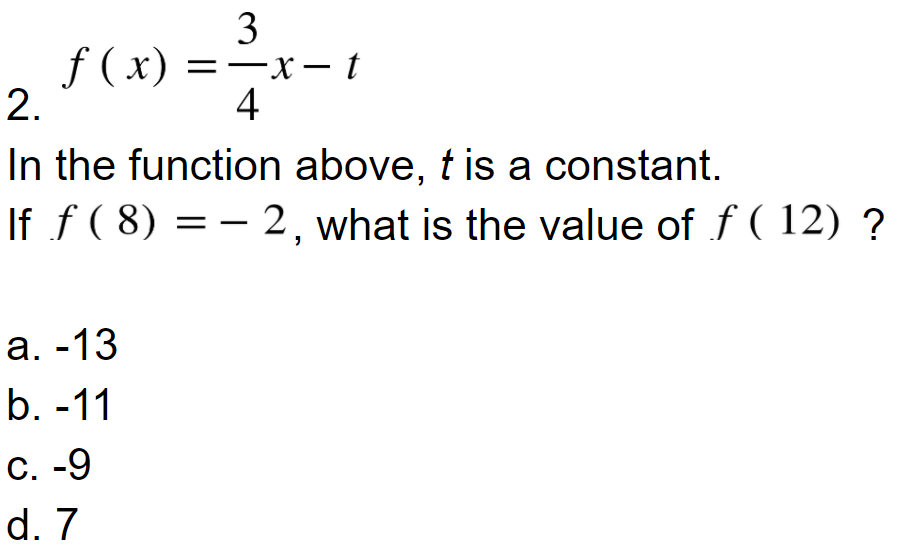 2. f ( x ) = 3/4 x − t
In the function above, t is a constant.
If f ( 8 ) = − 2, what is the value of f ( 12 ) ?
a. -13
b. -11
c. -9
d. 7